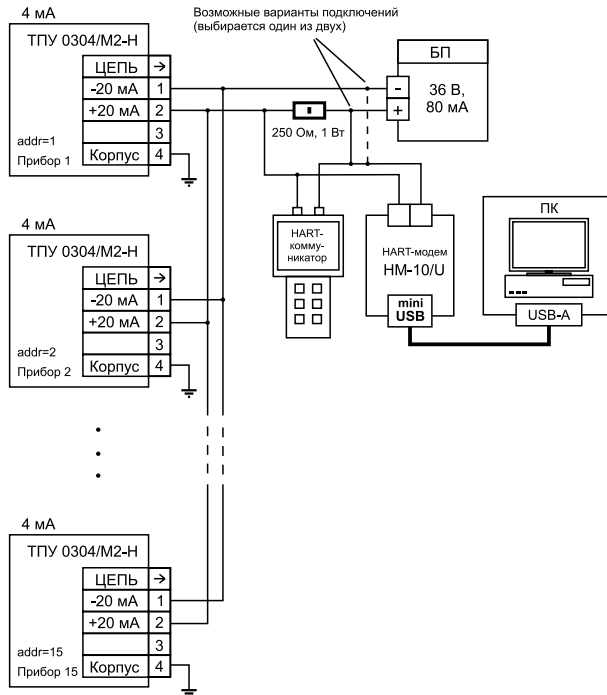 Возможные варианты подключений
(выбирается один из двух)
4 мА
ТПУ 0304/М2-Н
ЦЕПЬ →
-20 мА 1
+20 мА 2
3
Корпус 4
addr=1
Прибор 1
БП
36 В,
80 мА
-
+
250 Ом, 1 Вт
HART-
комму-
никатор
HART-модем
HM-10/U
mini
USB
ПК
USB-A
4 мА
ТПУ 0304/М2-Н
ЦЕПЬ →
-20 мА 1
+20 мА 2
3
Корпус 4
addr=2
Прибор 2
4 мА
ТПУ 0304/М2-Н
ЦЕПЬ →
-20 мА 1
+20 мА 2
3
Корпус 4
addr=15
Прибор 15